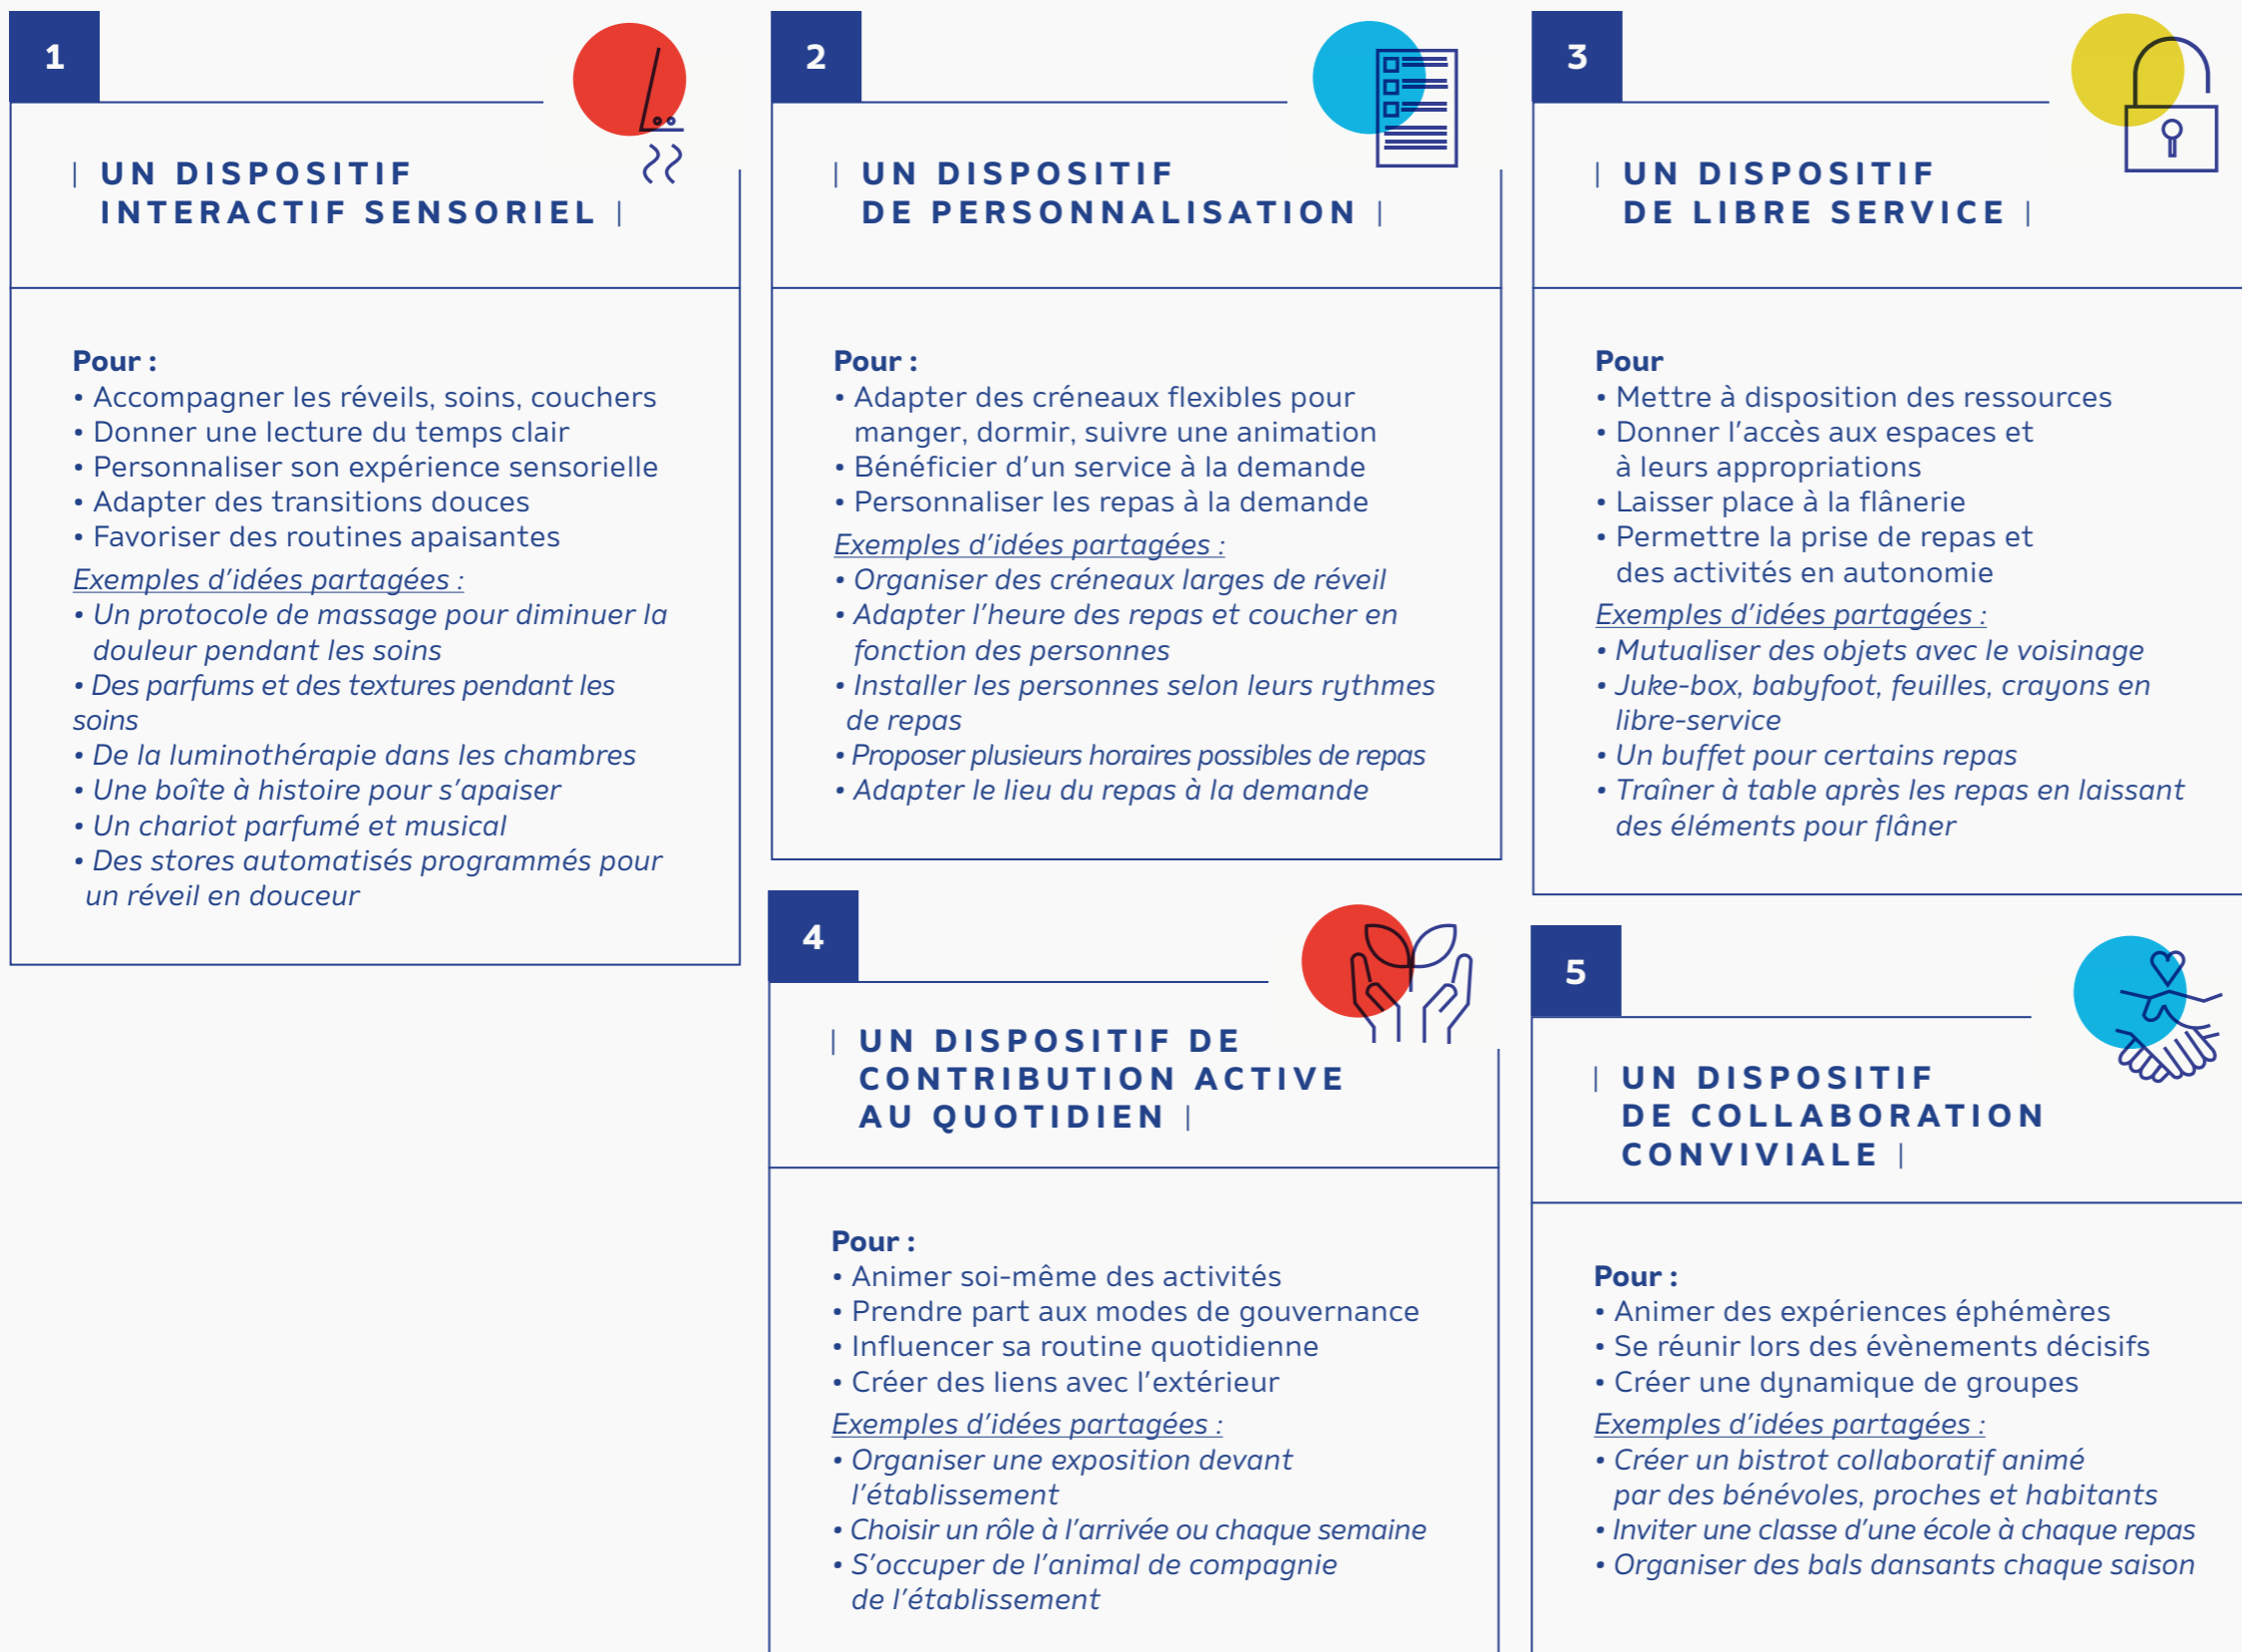 1
| UN DISPOSITIF
INTERACTIF SENSORIEL |
Pour :
• Accompagner les réveils, soins, couchers
• Donner une lecture du temps clair
• Personnaliser son expérience sensorielle
• Adapter des transitions douces
• Favoriser des routines apaisantes
Exemples d'idées partagées :
• Un protocole de massage pour diminuer la
douleur pendant les soins
• Des parfums et des textures pendant les
soins
• De la luminothérapie dans les chambres
• Une boîte à histoire pour s'apaiser
• Un chariot parfumé et musical
• Des stores automatisés programmés pour
un réveil en douceur
2
| UN DISPOSITIF
DE PERSONNALISATION |
Pour :
• Adapter des créneaux flexibles pour
manger, dormir, suivre une animation
• Bénéficier d'un service à la demande
• Personnaliser les repas à la demande
Exemples d'idées partagées :
• Organiser des créneaux larges de réveil
• Adapter l'heure des repas et coucher en
fonction des personnes
• Installer les personnes selon leurs rythmes
de repas
• Proposer plusieurs horaires possibles de repas
• Adapter le lieu du repas à la demande
3
| UN DISPOSITIF
DE LIBRE SERVICE |
Pour
• Mettre à disposition des ressources
• Donner l'accès aux espaces et
à leurs appropriations
• Laisser place à la flânerie
• Permettre la prise de repas et
des activités en autonomie
Exemples d'idées partagées :
• Mutualiser des objets avec le voisinage
• Juke-box, babyfoot, feuilles, crayons en
libre-service
• Un buffet pour certains repas
• Traîner à table après les repas en laissant
des éléments pour flâner
4
| UN DISPOSITIF DE
CONTRIBUTION ACTIVE
AU QUOTIDIEN |
Pour :
• Animer soi-même des activités
• Prendre part aux modes de gouvernance
• Influencer sa routine quotidienne
• Créer des liens avec l'extérieur
Exemples d'idées partagées :
• Organiser une exposition devant
l'établissement
• Choisir un rôle à l'arrivée ou chaque semaine
• S'occuper de l'animal de compagnie
de l'établissement
5
| UN DISPOSITIF
DE COLLABORATION
CONVIVIALE |
Pour :
• Animer des expériences éphémères
• Se réunir lors des évènements décisifs
• Créer une dynamique de groupes
Exemples d'idées partagées :
• Créer un bistrot collaboratif animé
par des bénévoles, proches et habitants
• Inviter une classe d'une école à chaque repas
• Organiser des bals dansants chaque saison